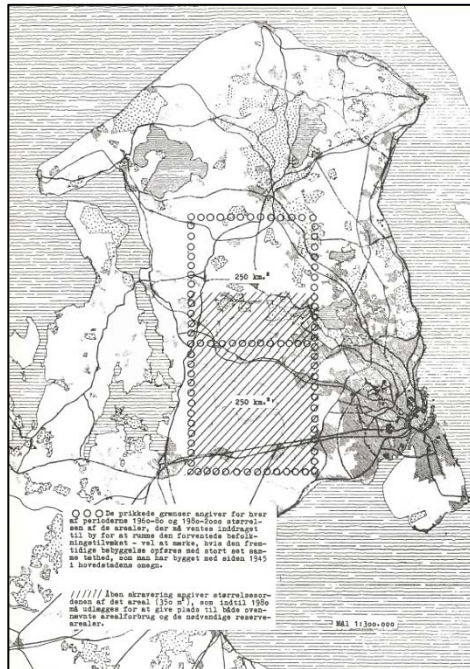 250 km.²
250 km.²
O O O De prikkede grænser angiver for hver
af perioderne 1960-80 og 1980-2000 størrel-
sen af de arealer, der må ventes inddraget
til by for at rumme den forventede befolk-
ningstilvækst - vel at mærke, hvis den frem-
tidige bebyggelse opføres med stort set sam-
me tæthed, som man har bygget med siden 1945
i hovedstadens omegn.
////// Åben skravering angiver størrelsesor-
denen af det areal (350 m²), som indtil 1980
må udlægges for at give plads til både oven-
nævnte arealforbrug og de nødvendige reserve-
arealer.
Mål 1:300.000